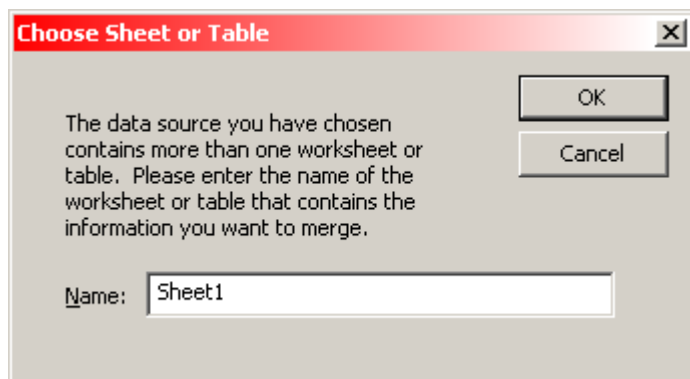 Choose Sheet or Table
OK
The data source you have chosen
contains more than one worksheet or
Cancel
table.  Please enter the name of the
worksheet or table that contains the
information you want to merge.
Name: Sheet1